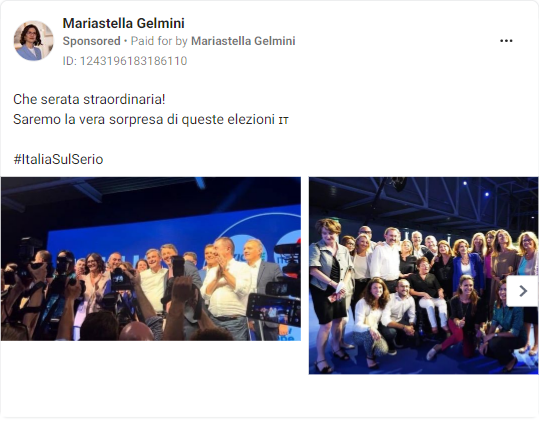 Mariastella Gelmini
Sponsored • Paid for by Mariastella Gelmini
ID: 1243196183186110
Che serata straordinaria!
Saremo la vera sorpresa di queste elezioni ɪᴛ
#ItaliaSulSerio